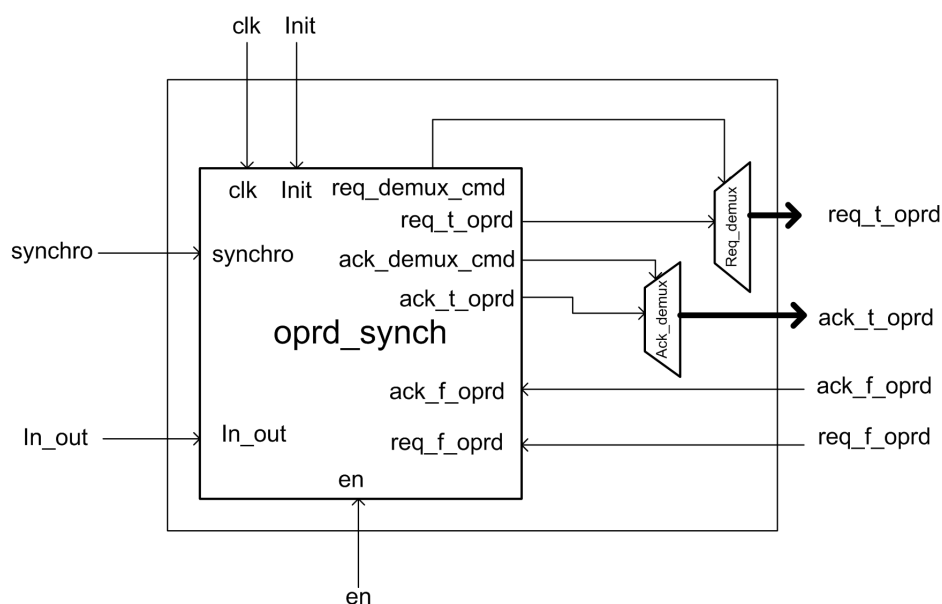 clk Init
clk Init req_demux_cmd
req_t_oprd
Req_demux
req_t_oprd
synchro
synchro
ack_demux_cmd
ack_t_oprd
Ack_demux
ack_t_oprd
oprd_synch
ack_f_oprd
ack_f_oprd
In_out
In_out
req_f_oprd
req_f_oprd
en
en